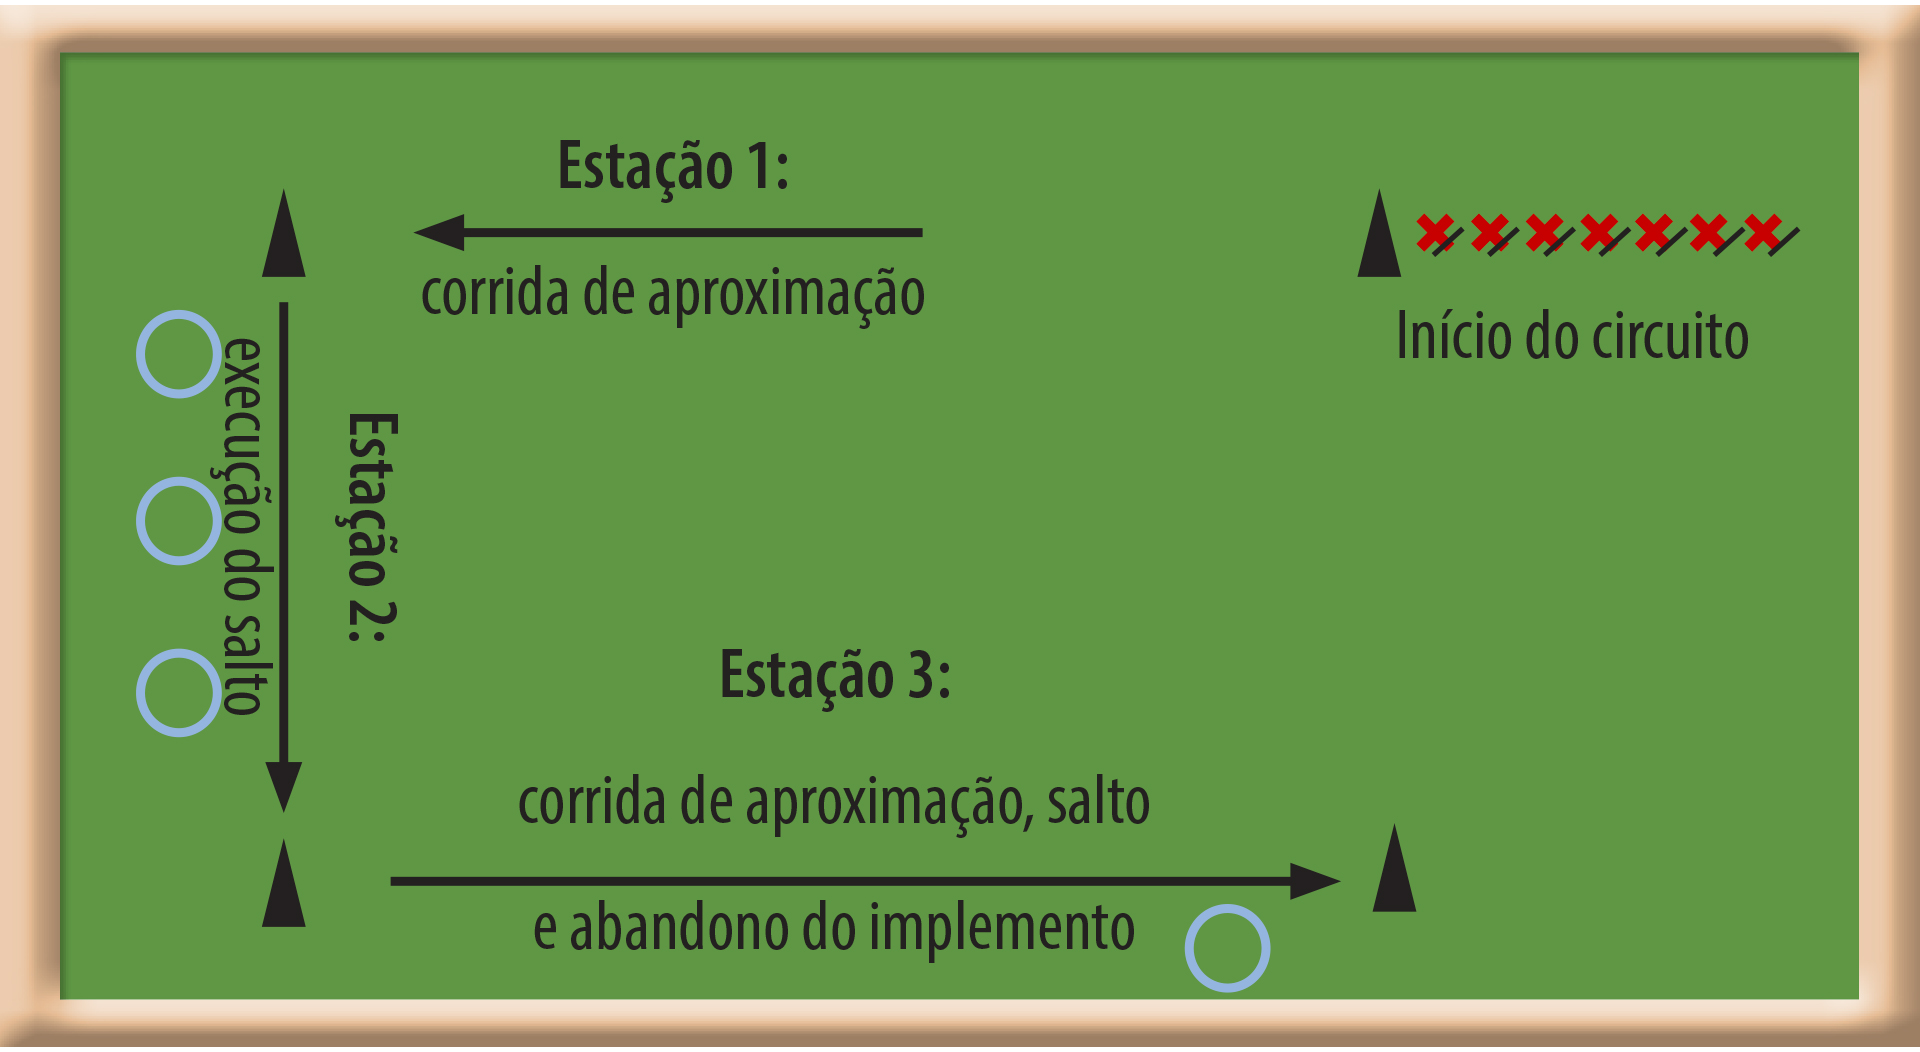 Estação 1:
corrida de aproximação
Início do circuito
execução do salto
Estação 2:
Estação 3:
corrida de aproximação, salto
e abandono do implemento